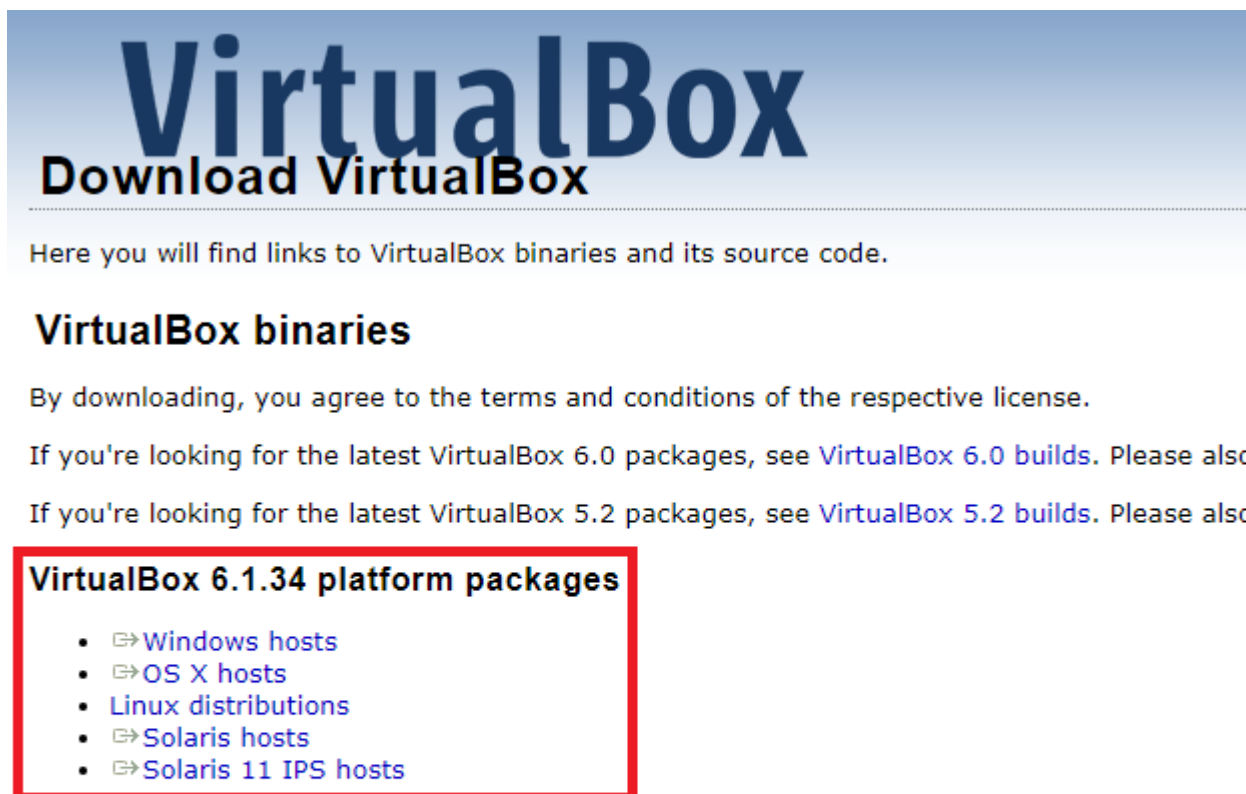 VirtualBox
Download VirtualBox
Here you will find links to VirtualBox binaries and its source code.
VirtualBox binaries
By downloading, you agree to the terms and conditions of the respective license.
If you're looking for the latest VirtualBox 6.0 packages, see VirtualBox 6.0 builds. Please also
If you're looking for the latest VirtualBox 5.2 packages, see VirtualBox 5.2 builds. Please also
VirtualBox 6.1.34 platform packages
Windows hosts
OS X hosts
Linux distributions
Solaris hosts
Solaris 11 IPS hosts